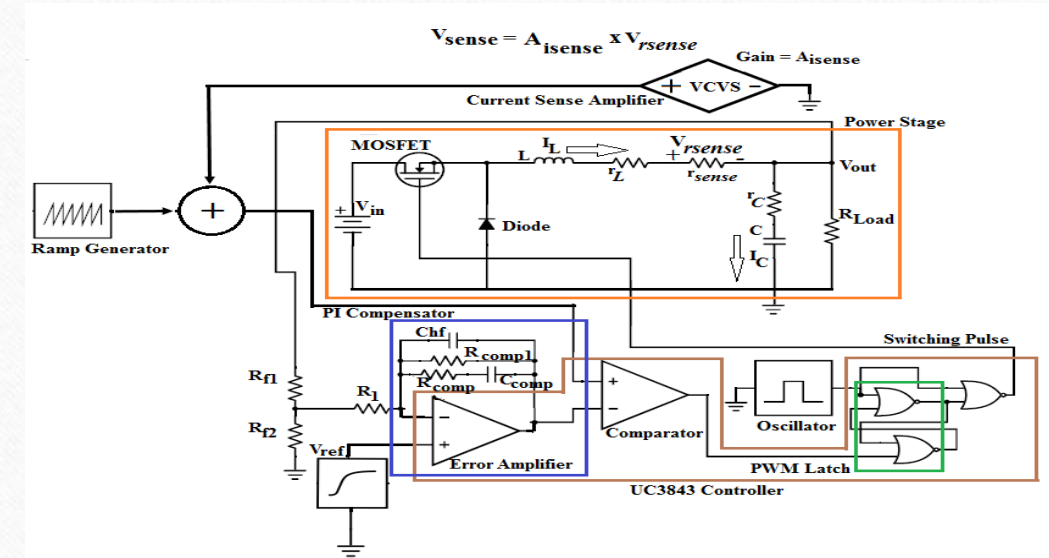 Vsense = Aisense x Vrsense
Gain = Aisense
+ VCVS -
Current Sense Amplifier
Power Stage
MOSFET
L
IL
rL
Vrsense
+ -
rsense
Vout
+ Vin
Diode
rC
C
IC
RLoad
+
Ramp Generator
PI Compensator
Chf
Rcomp1
Rcomp
Ccomp
Switching Pulse
Rf1
R1
Rf2
Vref
-
+
Error Amplifier
+
-
Comparator
Oscillator
PWM Latch
UC3843 Controller